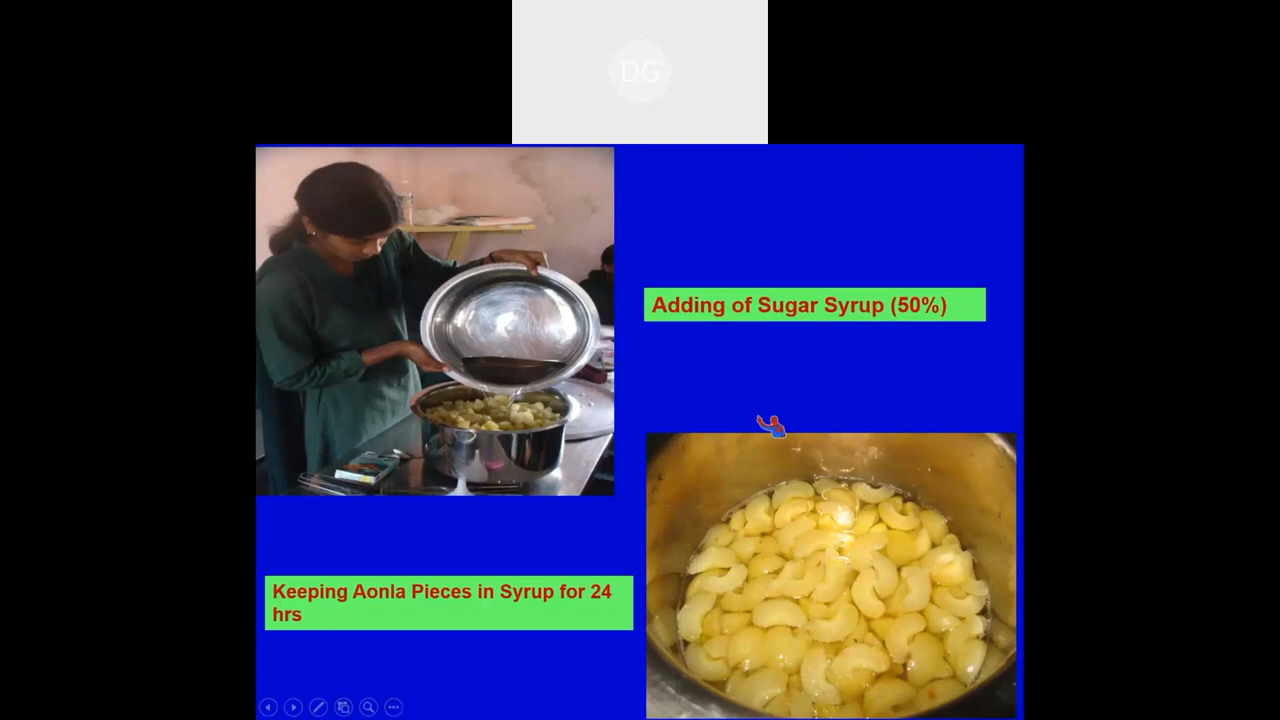 DG
Adding of Sugar Syrup (50%)
Keeping Aonla Pieces in Syrup for 24
hrs